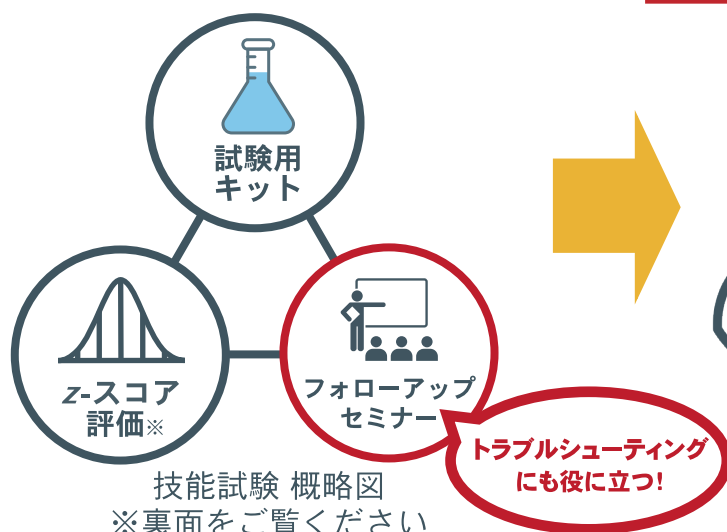 試験用
キット
z-スコア
評価※
フォローアップ
セミナー
トラブルシューティング
にも役に立つ!
技能試験 概略図
※裏面をご覧ください